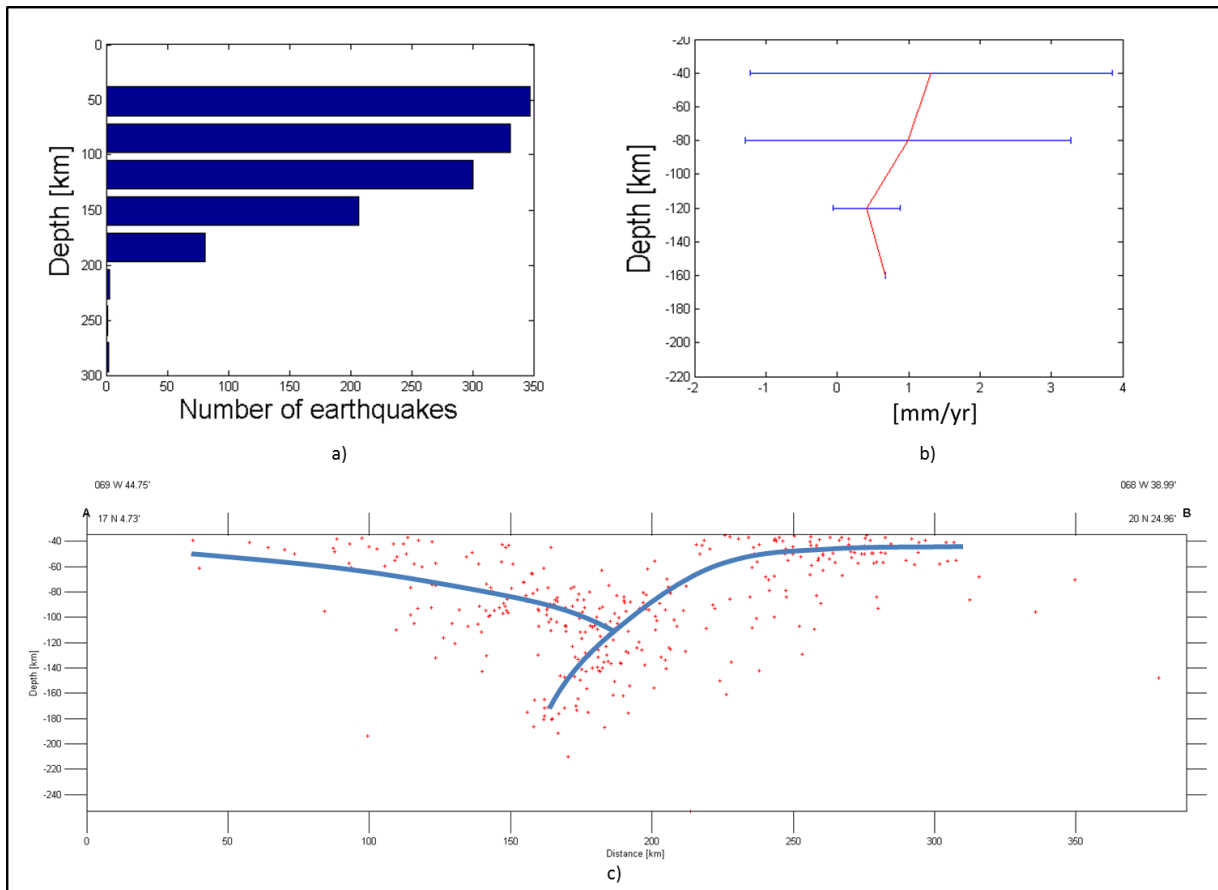 0
50
100
150
200
250
300
Depth [km]
0 50 100 150 200 250 300 350
Number of earthquakes
a)
-20
-40
-60
-80
-100
-120
-140
-160
-180
-200
-220
Depth [km]
-2 -1 0 1 2 3 4
[mm/yr]
b)
069 W 44.75' 068 W 38.99'
A B
17 N 4.73' 20 N 24.96'
-40
-60
-80
-100
-120
-140
-160
-180
-200
-220
-240
Depth [km]
0 50 100 150 200 250 300 350
Distance [km]
c)